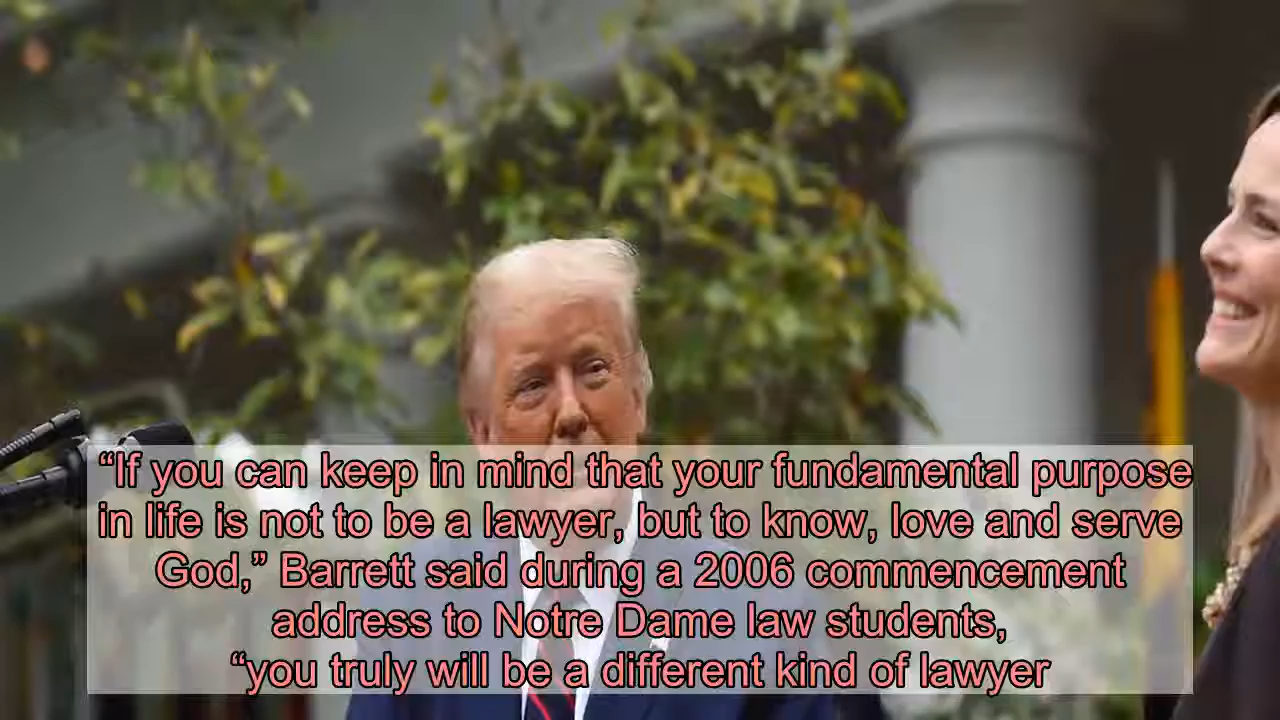 “If you can keep in mind that your fundamental purpose
in life is not to be a lawyer, but to know, love and serve
God,” Barrett said during a 2006 commencement
address to Notre Dame law students,
“you truly will be a different kind of lawyer